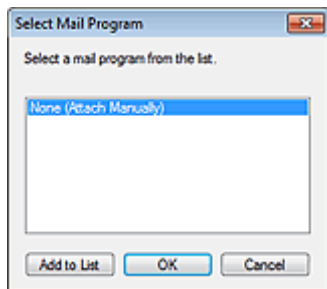 Select Mail Program
Select a mail program from the list.
None (Attach Manually)
Add to List OK Cancel